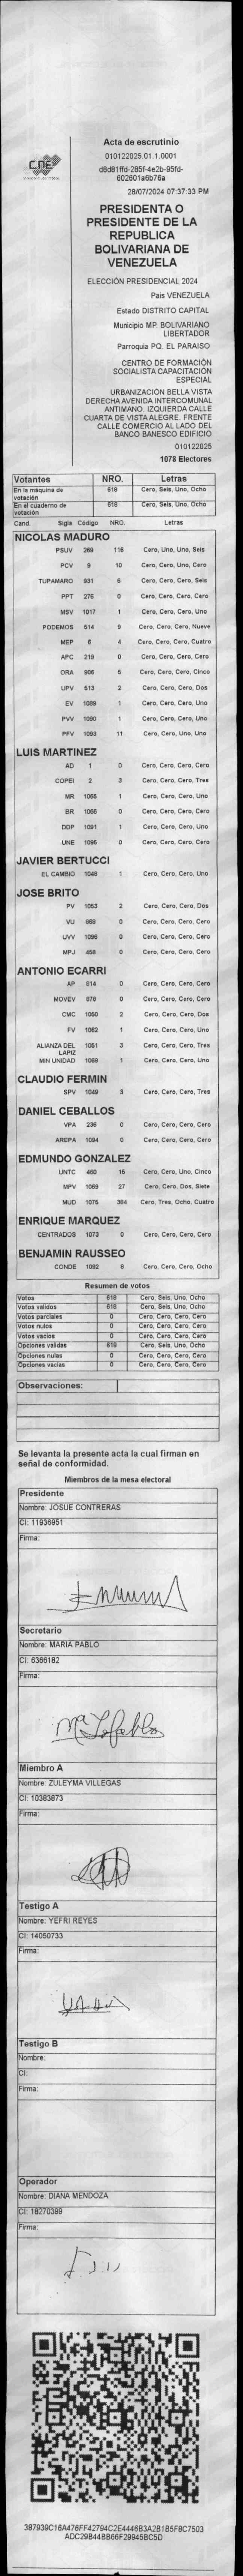 CNE
Acta de escrutinio
010122025.01.1.0001
d8d81ffd-285f-4e2b-95fd-
602601a6b76a
28/07/2024 07:37:33 PM
PRESIDENTA O
PRESIDENTE DE LA
REPUBLICA
BOLIVARIANA DE
VENEZUELA
ELECCIÓN PRESIDENCIAL 2024
País VENEZUELA
Estado DISTRITO CAPITAL
Municipio MP. BOLIVARIANO
LIBERTADOR
Parroquia PQ. EL PARAISO
CENTRO DE FORMACIÓN
SOCIALISTA CAPACITACIÓN
ESPECIAL
URBANIZACIÓN BELLA VISTA
DERECHA AVENIDA INTERCOMUNAL
ANTIMANO. IZQUIERDA CALLE
CUARTA DE VISTA ALEGRE. FRENTE
CALLE COMERCIO AL LADO DEL
BANCO BANESCO EDIFICIO
010122025
1078 Electores
Votantes NRO. Letras
En la máquina de votación 618 Cero, Seis, Uno, Ocho
En el cuaderno de votación 618 Cero, Seis, Uno, Ocho
Cand. Sigla Código NRO. Letras
NICOLAS MADURO
PSUV 269 116 Cero, Uno, Uno, Seis
PCV 9 10 Cero, Cero, Uno, Cero
TUPAMARO 931 6 Cero, Cero, Cero, Seis
PPT 276 0 Cero, Cero, Cero, Cero
MSV 1017 1 Cero, Cero, Cero, Uno
PODEMOS 514 9 Cero, Cero, Cero, Nueve
MEP 6 4 Cero, Cero, Cero, Cuatro
APC 219 0 Cero, Cero, Cero, Cero
ORA 906 5 Cero, Cero, Cero, Cinco
UPV 513 2 Cero, Cero, Cero, Dos
EV 1089 1 Cero, Cero, Cero, Uno
PVV 1090 1 Cero, Cero, Cero, Uno
PFV 1093 11 Cero, Cero, Uno, Uno
LUIS MARTINEZ
AD 1 0 Cero, Cero, Cero, Cero
COPEI 2 3 Cero, Cero, Cero, Tres
MR 1055 1 Cero, Cero, Cero, Uno
BR 1066 0 Cero, Cero, Cero, Cero
DDP 1091 1 Cero, Cero, Cero, Uno
UNE 1095 0 Cero, Cero, Cero, Cero
JAVIER BERTUCCI
EL CAMBIO 1048 1 Cero, Cero, Cero, Uno
JOSE BRITO
PV 1053 2 Cero, Cero, Cero, Dos
VU 868 0 Cero, Cero, Cero, Cero
UVV 1096 0 Cero, Cero, Cero, Cero
MPJ 458 0 Cero, Cero, Cero, Cero
ANTONIO ECARRI
AP 814 0 Cero, Cero, Cero, Cero
MOVEV 978 0 Cero, Cero, Cero, Cero
CMC 1050 2 Cero, Cero, Cero, Dos
FV 1062 1 Cero, Cero, Cero, Uno
ALIANZA DEL LAPIZ 1051 3 Cero, Cero, Cero, Tres
MIN UNIDAD 1068 1 Cero, Cero, Cero, Uno
CLAUDIO FERMIN
SPV 1049 3 Cero, Cero, Cero, Tres
DANIEL CEBALLOS
VPA 236 0 Cero, Cero, Cero, Cero
AREPA 1094 0 Cero, Cero, Cero, Cero
EDMUNDO GONZALEZ
UNTC 460 15 Cero, Cero, Uno, Cinco
MPV 1069 27 Cero, Cero, Dos, Siete
MUD 1075 384 Cero, Tres, Ocho, Cuatro
ENRIQUE MARQUEZ
CENTRADOS 1073 0 Cero, Cero, Cero, Cero
BENJAMIN RAUSSEO
CONDE 1092 8 Cero, Cero, Cero, Ocho
Resumen de votos
Votos 618 Cero, Seis, Uno, Ocho
Votos validos 618 Cero, Seis, Uno, Ocho
Votos parciales 0 Cero, Cero, Cero, Cero
Votos nulos 0 Cero, Cero, Cero, Cero
Votos vacios 0 Cero, Cero, Cero, Cero
Opciones validas 618 Cero, Seis, Uno, Ocho
Opciones nulas 0 Cero, Cero, Cero, Cero
Opciones vacías 0 Cero, Cero, Cero, Cero
Observaciones:
Se levanta la presente acta la cual firman en
señal de conformidad.
Miembros de la mesa electoral
Presidente
Nombre: JOSUE CONTRERAS
CI: 11936951
Firma:
Secretario
Nombre: MARIA PABLO
CI: 6366182
Firma:
Miembro A
Nombre: ZULEYMA VILLEGAS
CI: 10383873
Firma:
Testigo A
Nombre: YEFRI REYES
CI: 14050733
Firma:
Testigo B
Nombre:
CI:
Firma:
Operador
Nombre: DIANA MENDOZA
CI: 18270399
Firma:
387939C18A476FF42794C2E4446B3A2B1B5FBC7503
ADC29B44BB66F29945BC5D